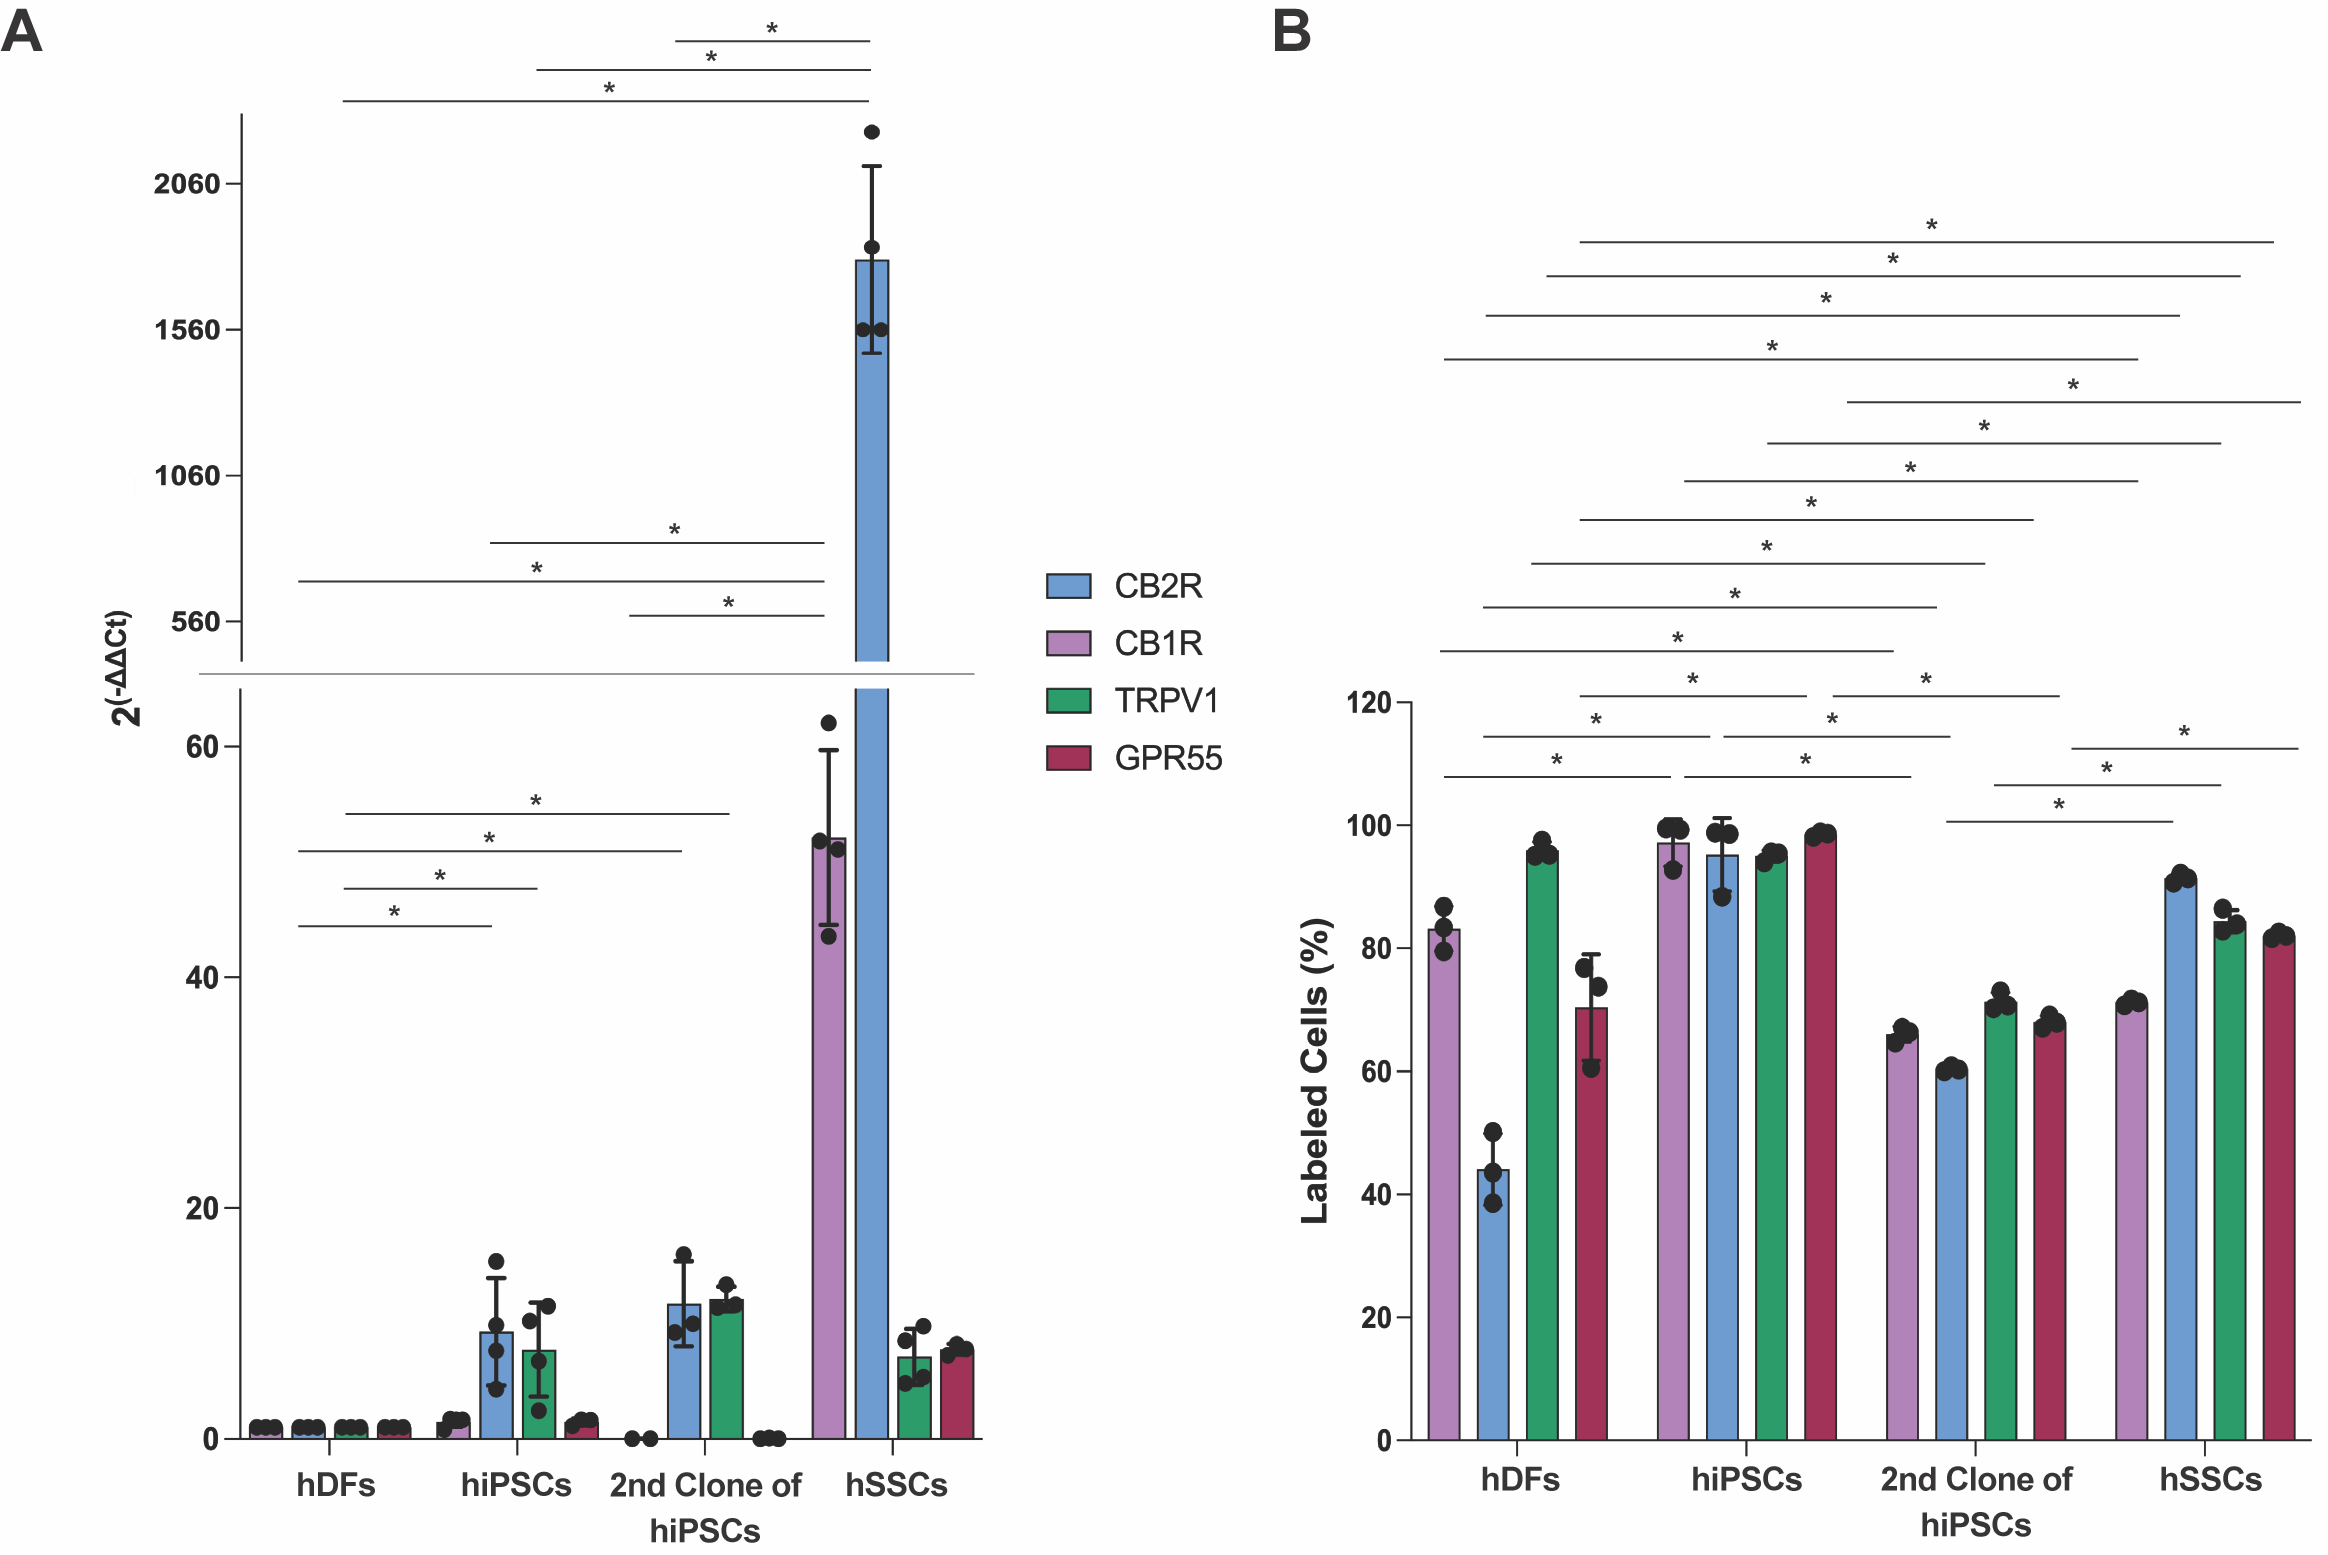 A
B
2060
1560
1060
560
60
40
20
0
2(-ΔΔCt)
hDFs
hiPSCs
2nd Clone of
hiPSCs
hSSCs
CB2R
CB1R
TRPV1
GPR55
120
100
80
60
40
20
0
Labeled Cells (%)
hDFs
hiPSCs
2nd Clone of
hiPSCs
hSSCs